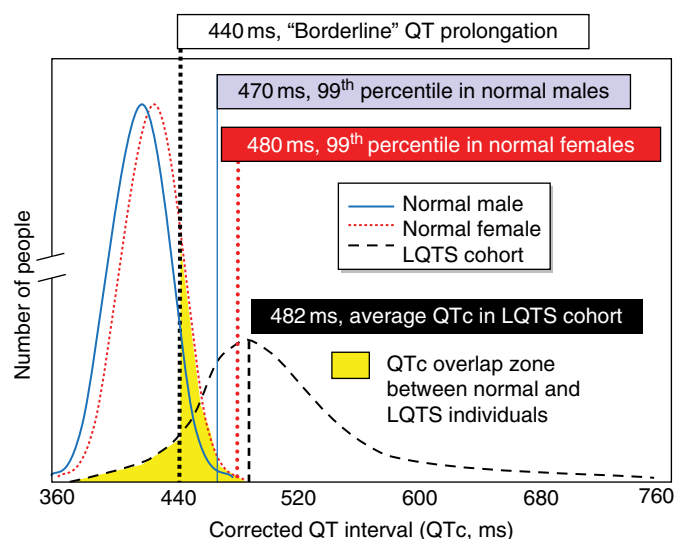 440 ms, “Borderline” QT prolongation
470 ms, 99th percentile in normal males
480 ms, 99th percentile in normal females
Normal male
Normal female
LQTS cohort
482 ms, average QTc in LQTS cohort
QTc overlap zone
between normal and
LQTS individuals
Number of people
360
440
520
600
680
760
Corrected QT interval (QTc, ms)